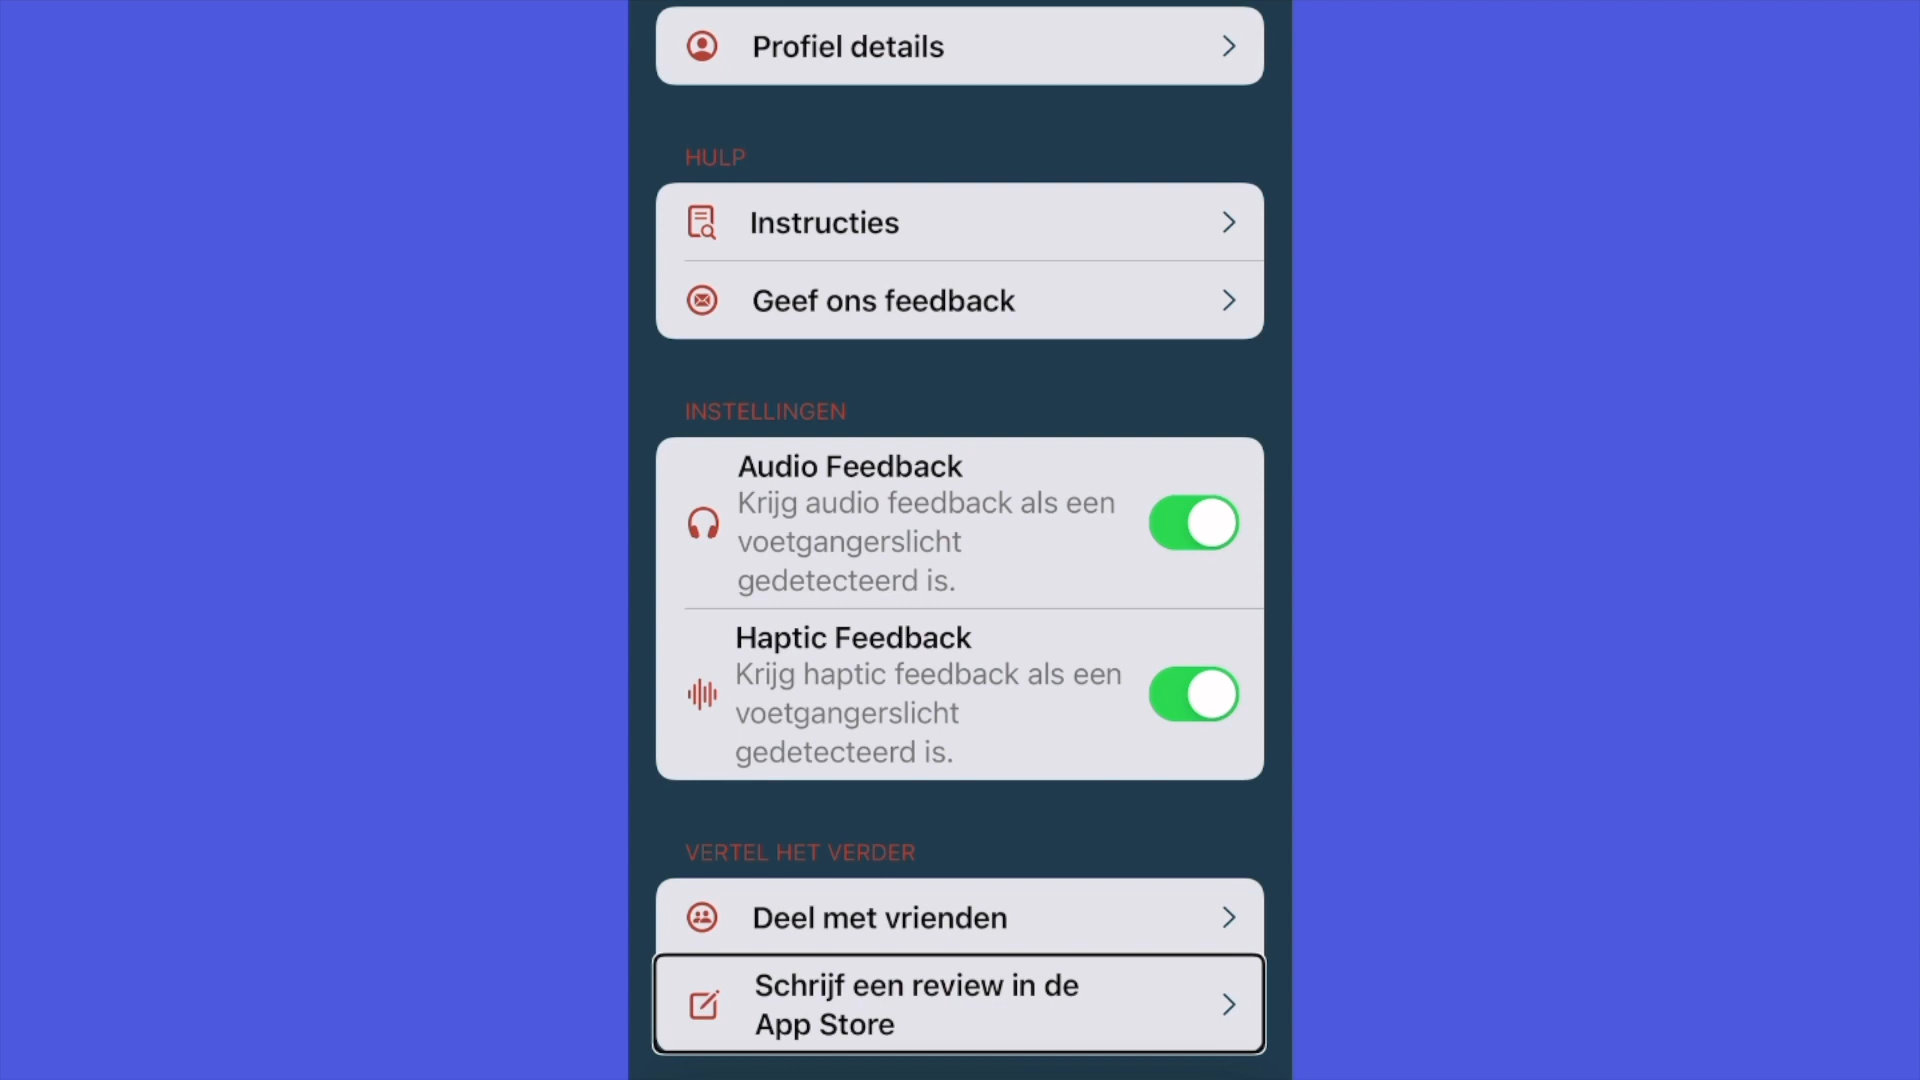 Profiel details
HULP
Instructies
Geef ons feedback
INSTELLINGEN
Audio Feedback
Krijg audio feedback als een
voetgangerslicht
gedetecteerd is.
Haptic Feedback
Krijg haptic feedback als een
voetgangerslicht
gedetecteerd is.
VERTEL HET VERDER
Deel met vrienden
Schrijf een review in de
App Store